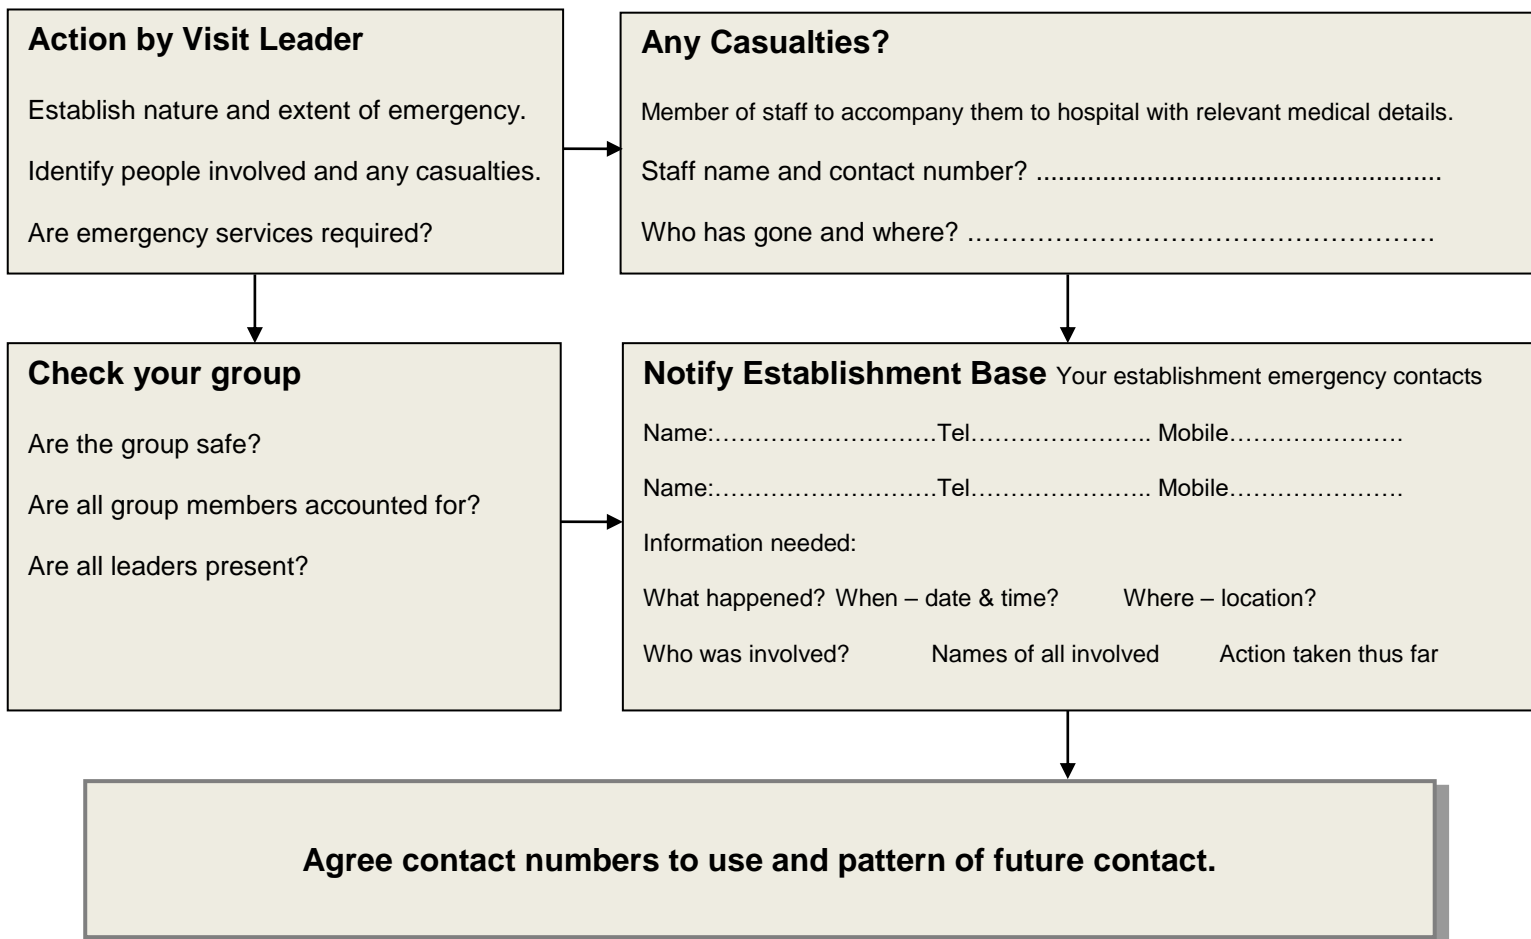 Action by Visit Leader
Establish nature and extent of emergency.
Identify people involved and any casualties.
Are emergency services required?
Any Casualties?
Member of staff to accompany them to hospital with relevant medical details.
Staff name and contact number? ........................................................
Who has gone and where? ……………………………………………………….
Check your group
Are the group safe?
Are all group members accounted for?
Are all leaders present?
Notify Establishment Base Your establishment emergency contacts
Name:……………………….Tel………………….. Mobile………………….
Name:……………………….Tel………………….. Mobile………………….
Information needed:
What happened? When – date & time? Where – location?
Who was involved? Names of all involved Action taken thus far
Agree contact numbers to use and pattern of future contact.